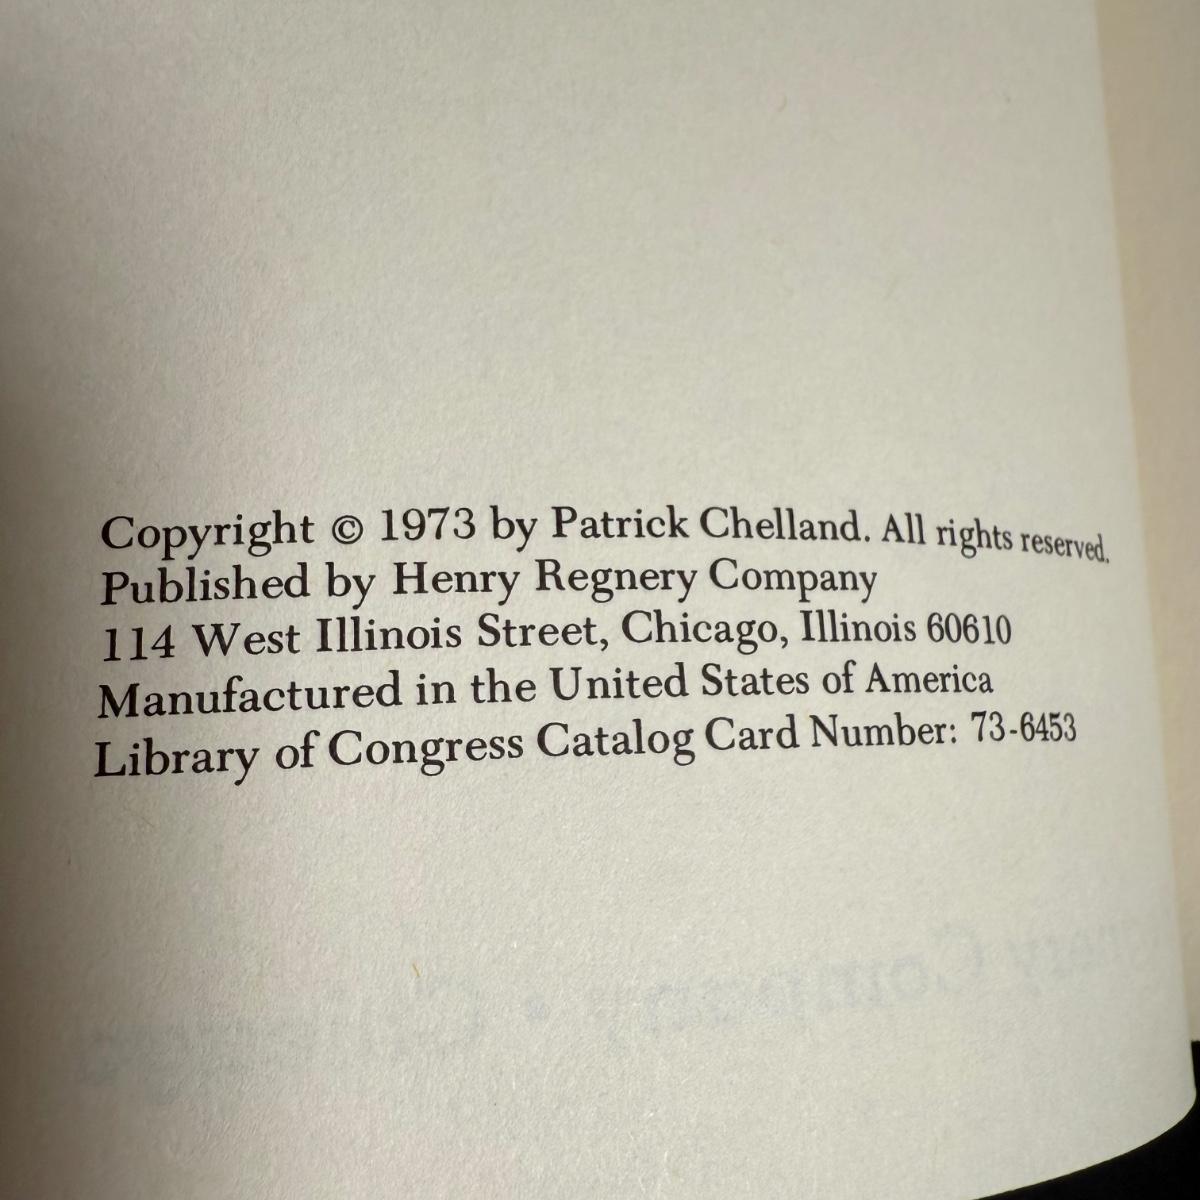 Copyright © 1973 by Patrick Chelland. All rights reserved.
Published by Henry Regnery Company
114 West Illinois Street, Chicago, Illinois 60610
Manufactured in the United States of America
Library of Congress Catalog Card Number: 73-6453